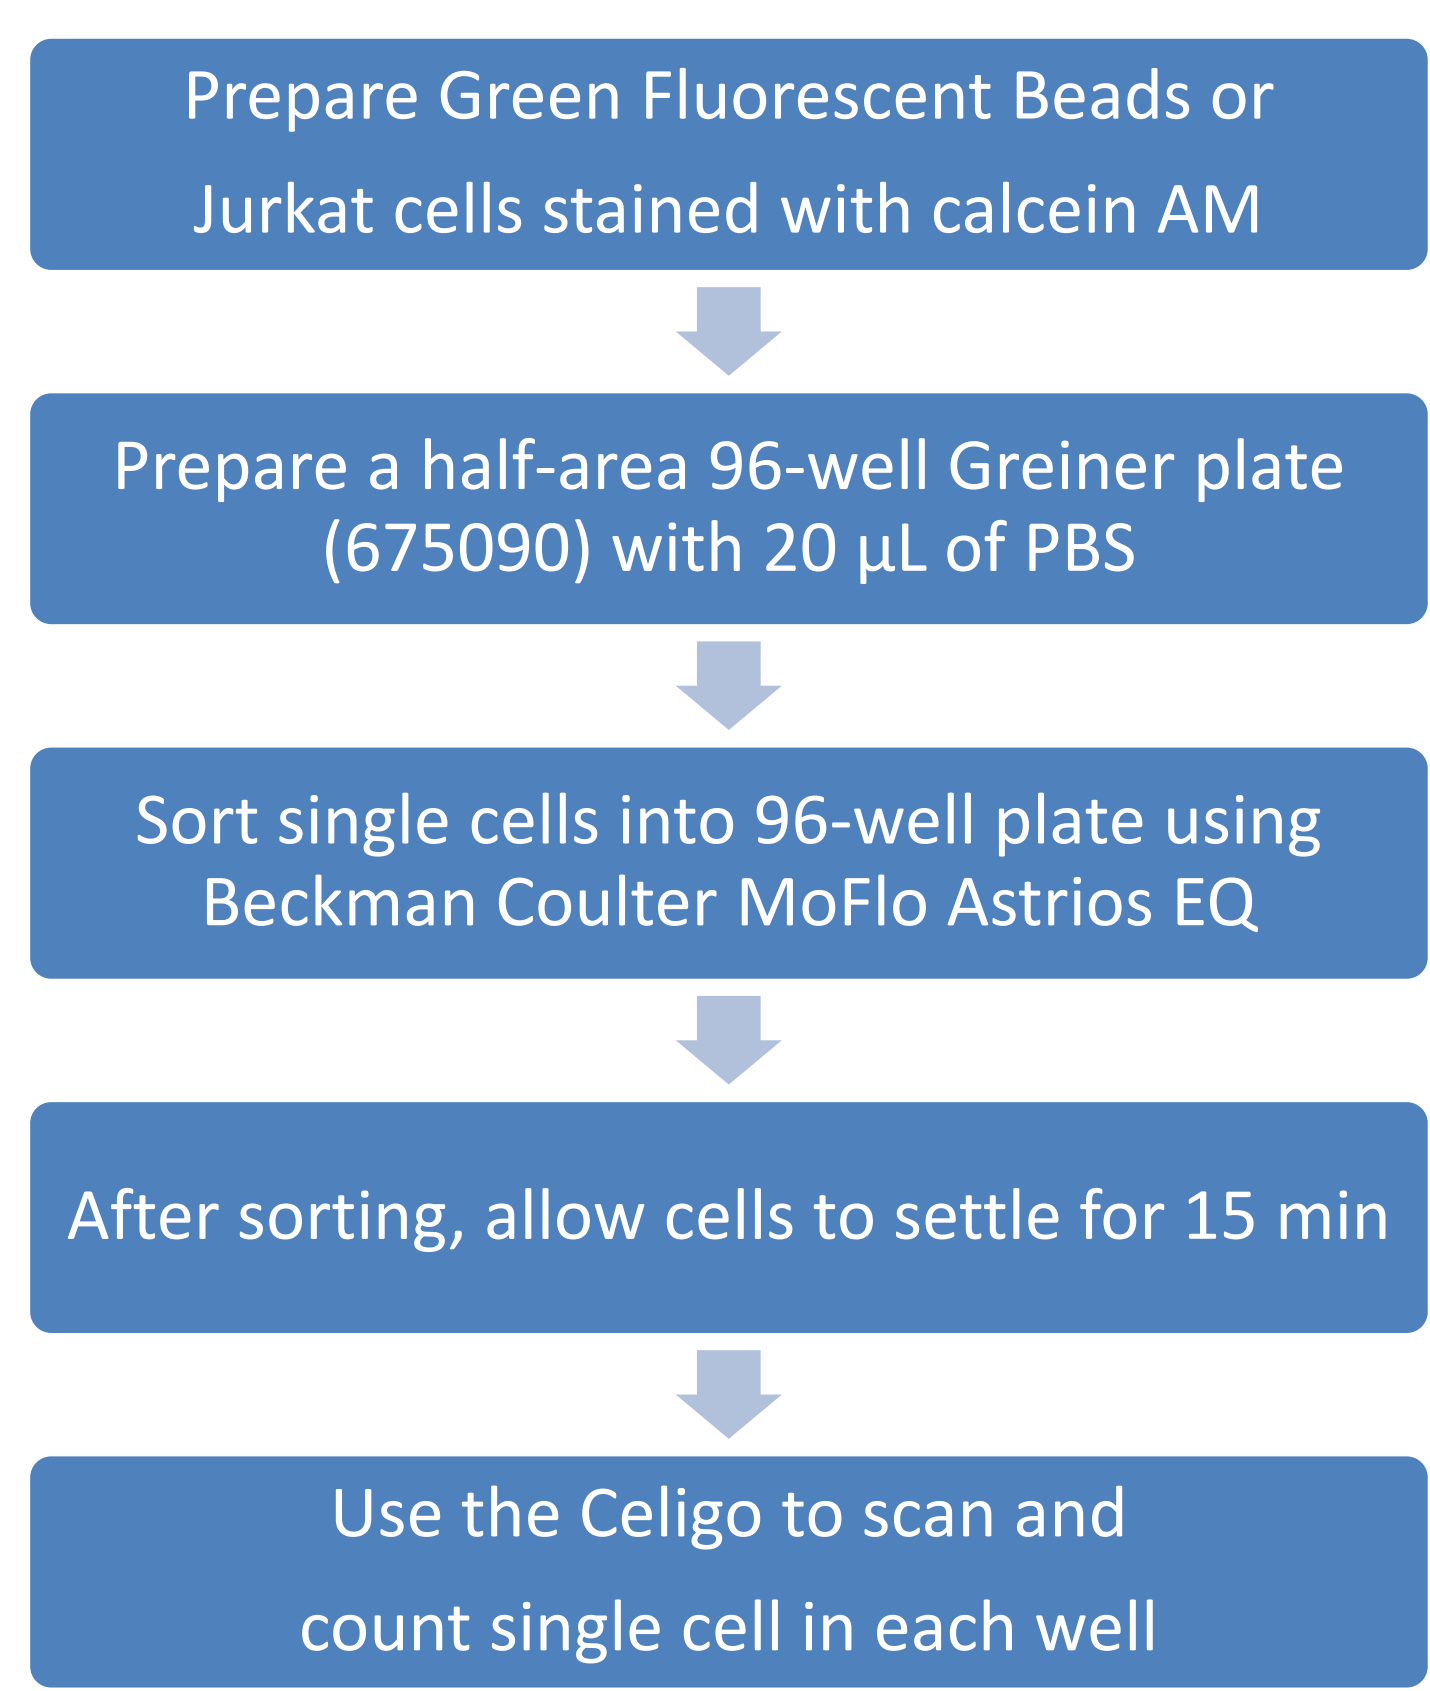 Prepare Green Fluorescent Beads or
Jurkat cells stained with calcein AM
Prepare a half-area 96-well Greiner plate
(675090) with 20 µL of PBS
Sort single cells into 96-well plate using
Beckman Coulter MoFlo Astrios EQ
After sorting, allow cells to settle for 15 min
Use the Celigo to scan and
count single cell in each well